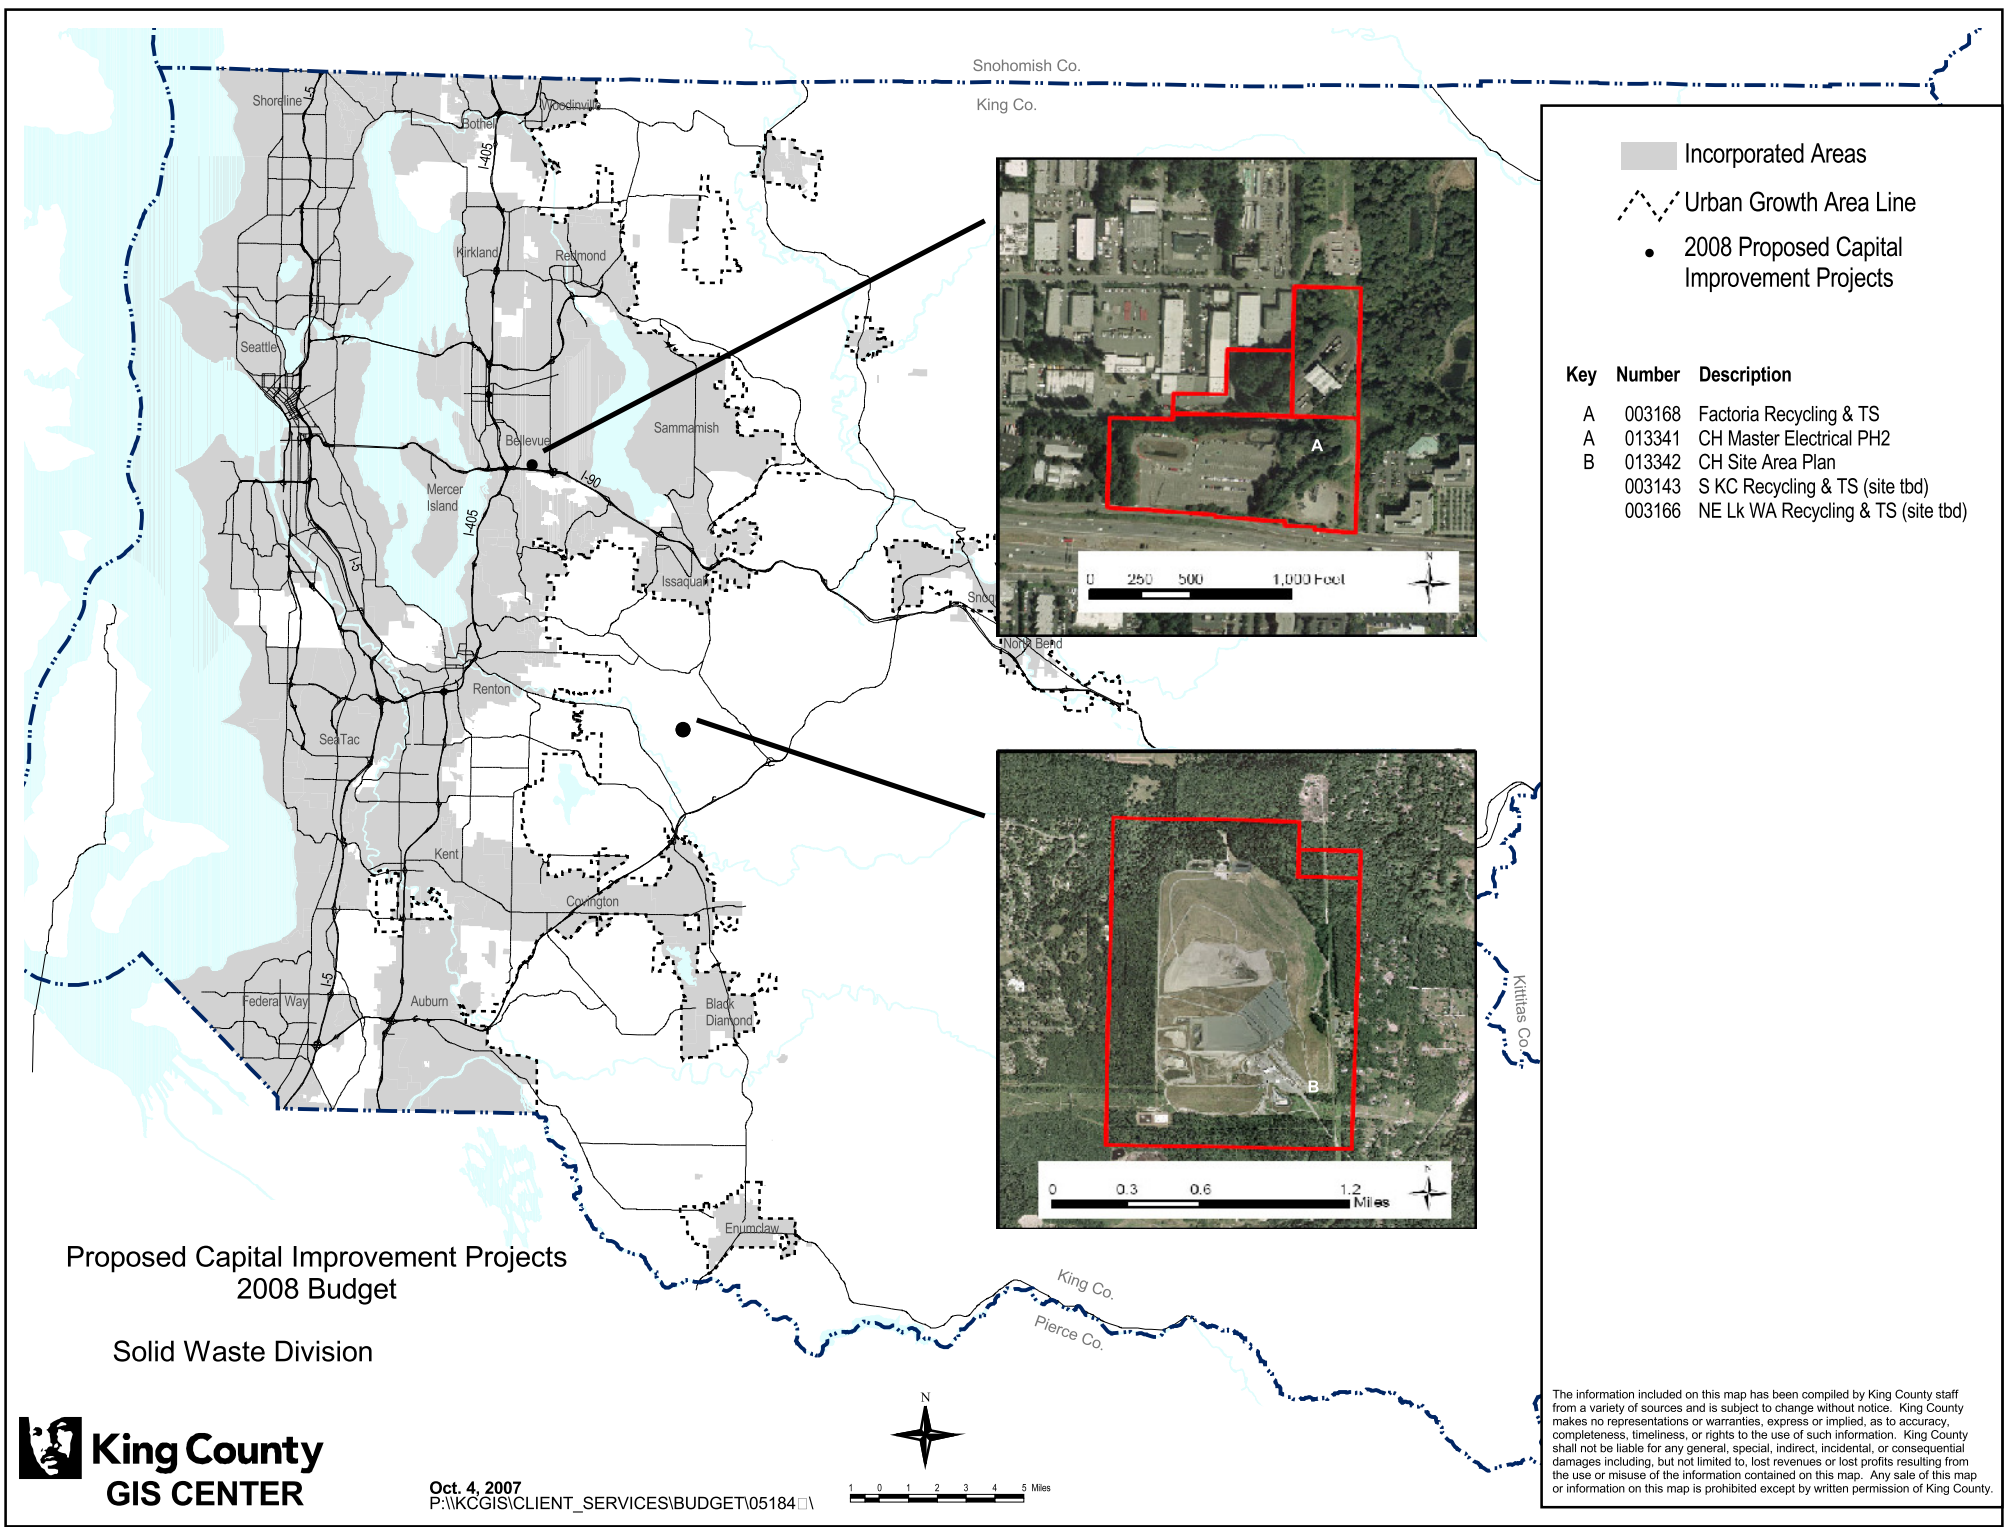 Snohomish Co.
King Co.
Shoreline
I-5
Bothell
Woodinville
I-405
Kirkland
Redmond
Seattle
Sammamish
Bellevue
I-90
Mercer
Island
I-405
I-5
Issaquah
North Bend
Renton
SeaTac
Kent
Covington
I-5
Federal Way
Auburn
Black
Diamond
Enumclaw
King Co.
Pierce Co.
Kittitas Co.
A
N
0 250 500 1,000 Feet
B
N
0 0.3 0.6 1.2
Miles
Incorporated Areas
Urban Growth Area Line
2008 Proposed Capital
Improvement Projects
Key Number Description
A 003168 Factoria Recycling & TS
A 013341 CH Master Electrical PH2
B 013342 CH Site Area Plan
003143 S KC Recycling & TS (site tbd)
003166 NE Lk WA Recycling & TS (site tbd)
Proposed Capital Improvement Projects
2008 Budget
Solid Waste Division
King County
GIS CENTER
Oct. 4, 2007
P:\\KCGIS\CLIENT_SERVICES\BUDGET\05184□\
N
1 0 1 2 3 4 5 Miles
The information included on this map has been compiled by King County staff
from a variety of sources and is subject to change without notice. King County
makes no representations or warranties, express or implied, as to accuracy,
completeness, timeliness, or rights to the use of such information. King County
shall not be liable for any general, special, indirect, incidental, or consequential
damages including, but not limited to, lost revenues or lost profits resulting from
the use or misuse of the information contained on this map. Any sale of this map
or information on this map is prohibited except by written permission of King County.